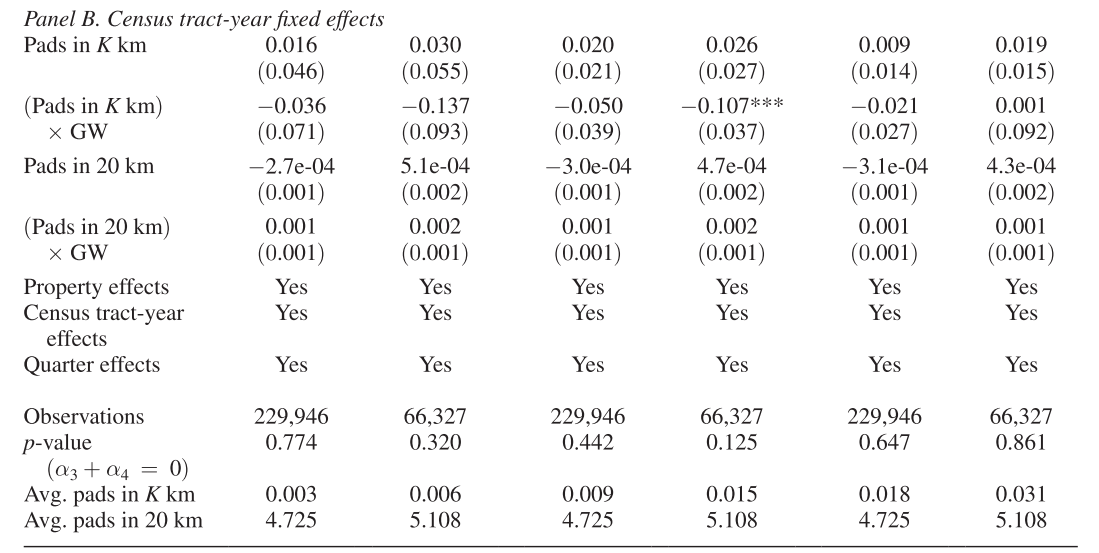 Panel B. Census tract-year fixed effects
Pads in K km 0.016 0.030 0.020 0.026 0.009 0.019
(0.046) (0.055) (0.021) (0.027) (0.014) (0.015)
(Pads in K km) −0.036 −0.137 −0.050 −0.107*** −0.021 0.001
× GW (0.071) (0.093) (0.039) (0.037) (0.027) (0.092)
Pads in 20 km −2.7e-04 5.1e-04 −3.0e-04 4.7e-04 −3.1e-04 4.3e-04
(0.001) (0.002) (0.001) (0.002) (0.001) (0.002)
(Pads in 20 km) 0.001 0.002 0.001 0.002 0.001 0.001
× GW (0.001) (0.001) (0.001) (0.001) (0.001) (0.001)
Property effects Yes Yes Yes Yes Yes Yes
Census tract-year Yes Yes Yes Yes Yes Yes
effects
Quarter effects Yes Yes Yes Yes Yes Yes
Observations 229,946 66,327 229,946 66,327 229,946 66,327
p-value 0.774 0.320 0.442 0.125 0.647 0.861
(α₃ + α₄ = 0)
Avg. pads in K km 0.003 0.006 0.009 0.015 0.018 0.031
Avg. pads in 20 km 4.725 5.108 4.725 5.108 4.725 5.108